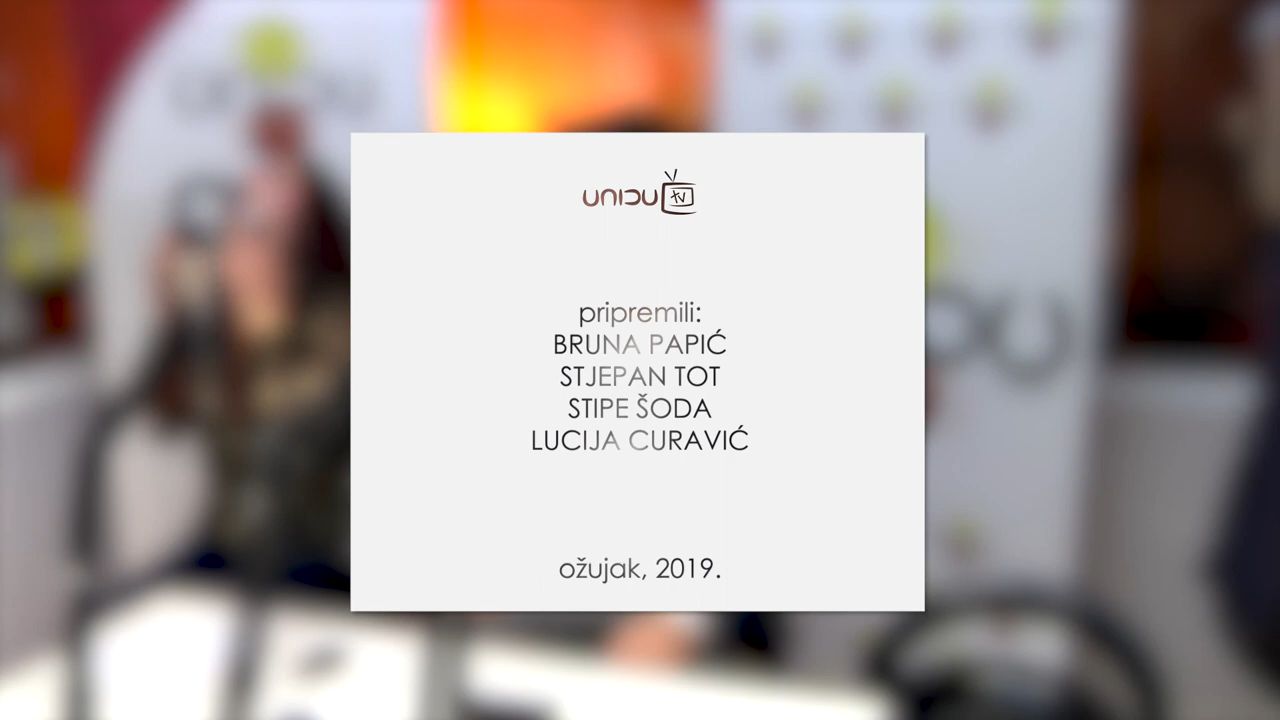 UNIDU tv
pripremili:
BRUNA PAPIĆ
STJEPAN TOT
STIPE ŠODA
LUCIJA CURAVIĆ
ožujak, 2019.